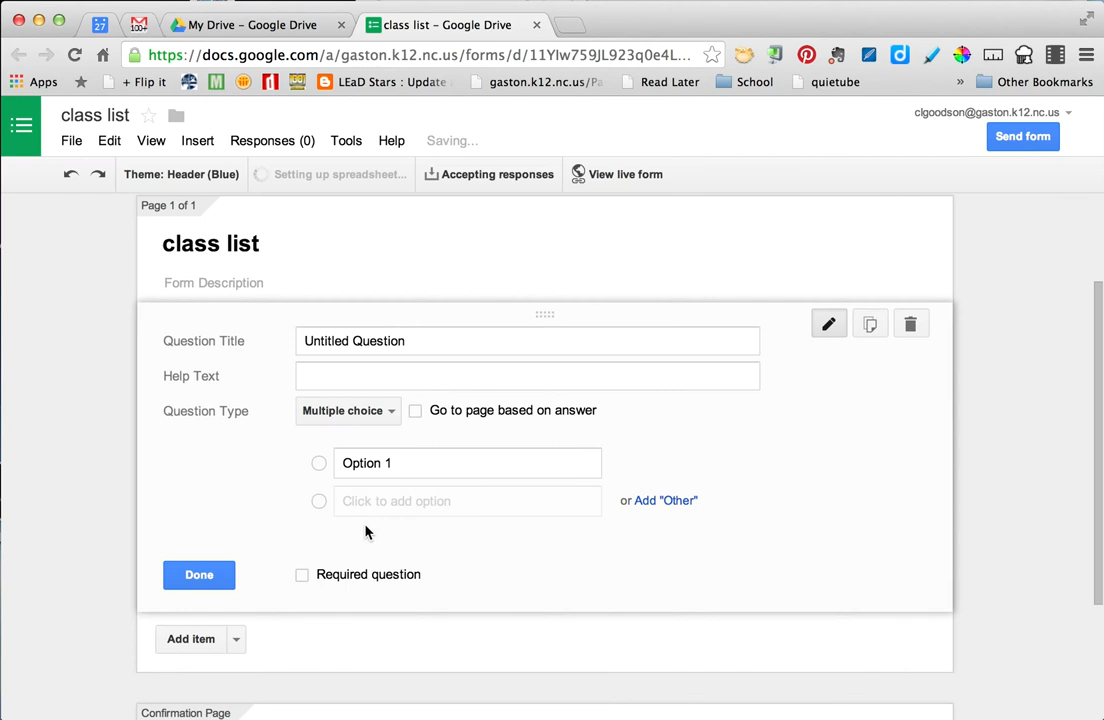 27
100+
My Drive – Google Drive
class list – Google Drive
https://docs.google.com/a/gaston.k12.nc.us/forms/d/11YIw759JL923q0e4L...
Apps
+ Flip it
M
LEaD Stars : Update
gaston.k12.nc.us/Pa
Read Later
School
quietube
»
Other Bookmarks
class list
clgoodson@gaston.k12.nc.us
File Edit View Insert Responses (0) Tools Help Saving...
Send form
Theme: Header (Blue) Setting up spreadsheet... Accepting responses View live form
Page 1 of 1
class list
Form Description
Question Title Untitled Question
Help Text
Question Type Multiple choice Go to page based on answer
Option 1
Click to add option or Add "Other"
Done Required question
Add item
Confirmation Page